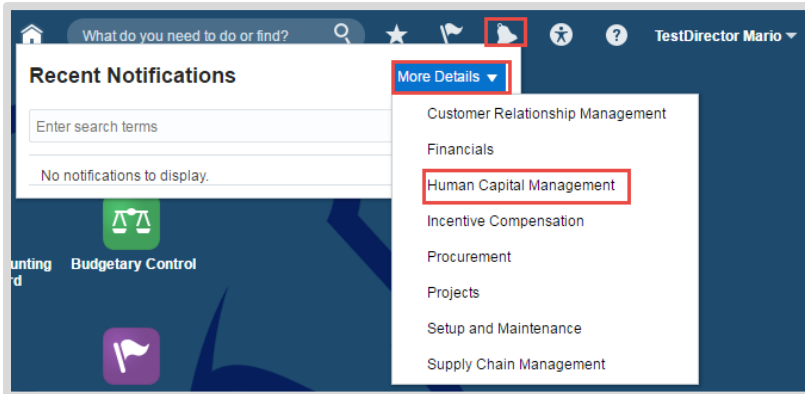 What do you need to do or find?
?
TestDirector Mario
Recent Notifications
More Details
Enter search terms
No notifications to display.
Customer Relationship Management
Financials
Human Capital Management
Incentive Compensation
Procurement
Projects
Setup and Maintenance
Supply Chain Management
unting
rd
Budgetary Control